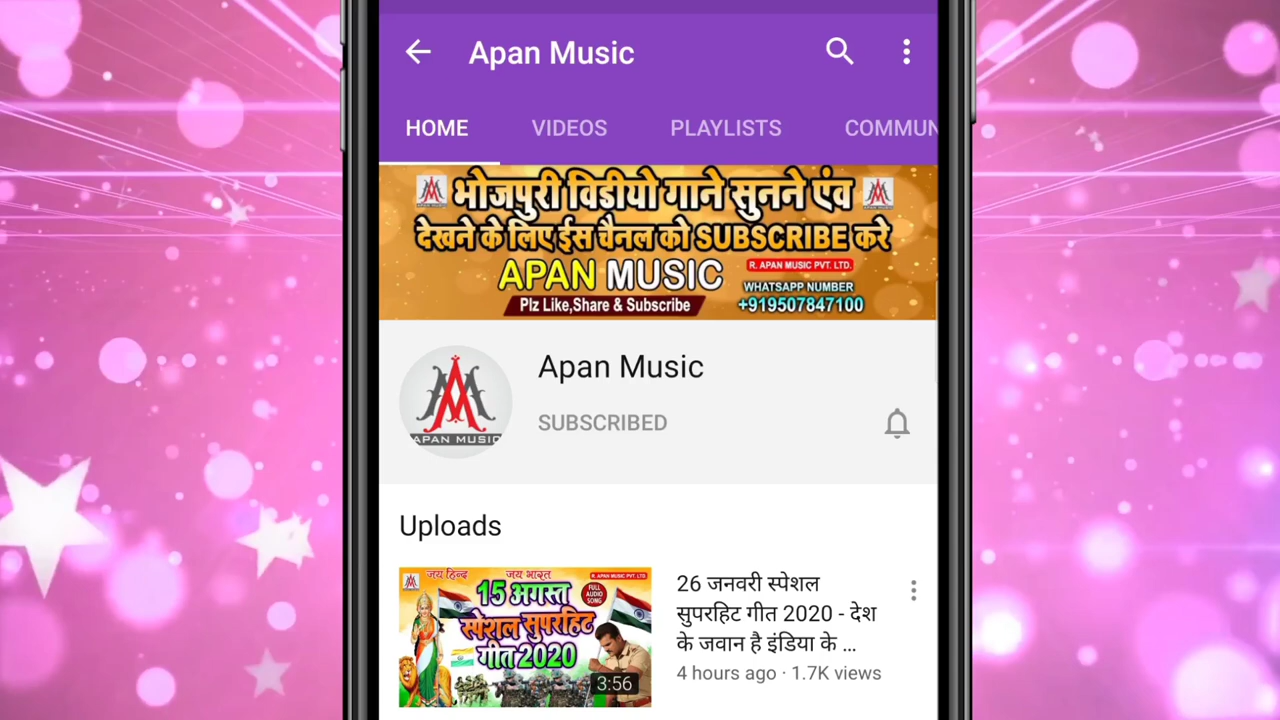 Apan Music
HOME VIDEOS PLAYLISTS COMMUN
भोजपुरी विडीयो गाने सुनने एंव
देखने के लिए ईस चैनल को SUBSCRIBE करे
APAN MUSIC
R. APAN MUSIC PVT. LTD.
WHATSAPP NUMBER
Plz Like,Share & Subscribe
+919507847100
Apan Music
SUBSCRIBED
APAN MUSIC
Uploads
जय हिन्द जय भारत
R. APAN MUSIC PVT. LTD
15 अगस्त
FULL
AUDIO
SONG
स्पेशल सुपरहिट
गीत 2020
3:56
26 जनवरी स्पेशल
सुपरहिट गीत 2020 - देश
के जवान है इंडिया के ...
4 hours ago · 1.7K views